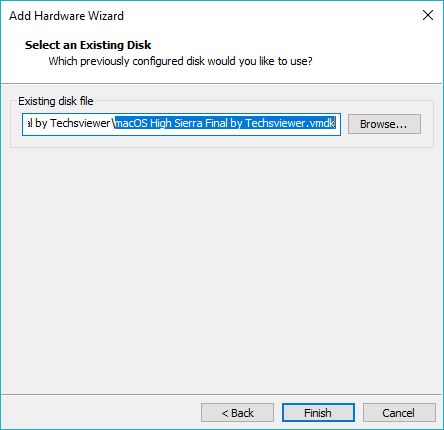 Add Hardware Wizard
Select an Existing Disk
Which previously configured disk would you like to use?
Existing disk file
al by Techsviewer\macOS High Sierra Final by Techsviewer.vmdk
Browse...
< Back
Finish
Cancel